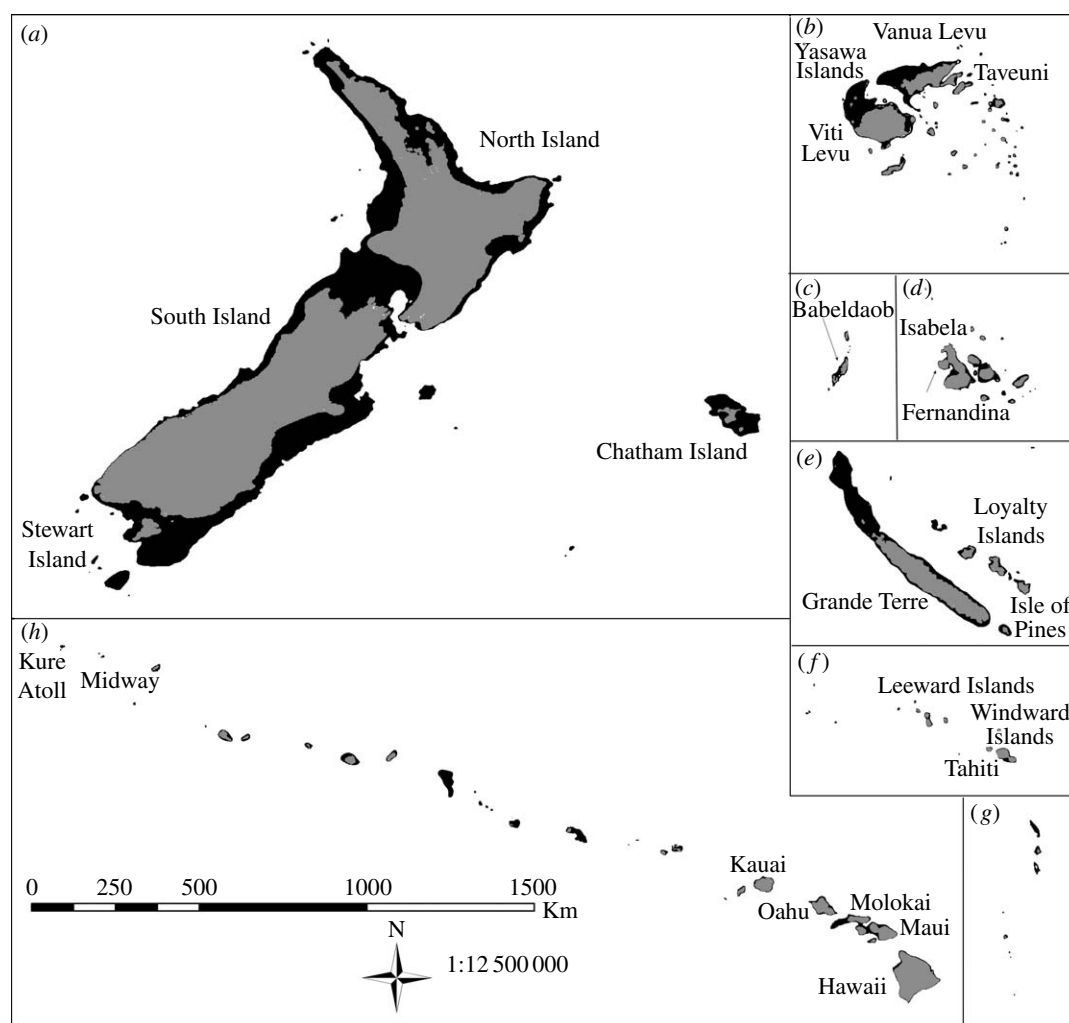 (a)
North Island
South Island
Chatham Island
Stewart
Island
(b)
Vanua Levu
Yasawa
Islands
Taveuni
Viti
Levu
(c)
Babeldaob
(d)
Isabela
Fernandina
(e)
Loyalty
Islands
Grande Terre
Isle of
Pines
(f)
Leeward Islands
Windward
Islands
Tahiti
(g)
(h)
Kure
Atoll
Midway
Kauai
Oahu
Molokai
Maui
Hawaii
0 250 500 1000 1500
Km
N
1:12 500 000